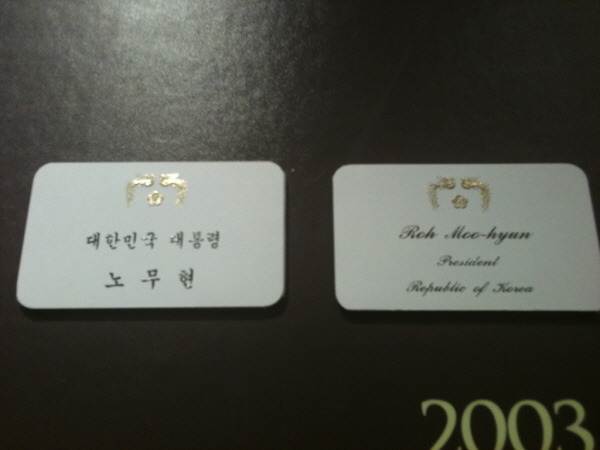 대한민국 대통령
노무현
Roh Moo-hyun
President
Republic of Korea
2003